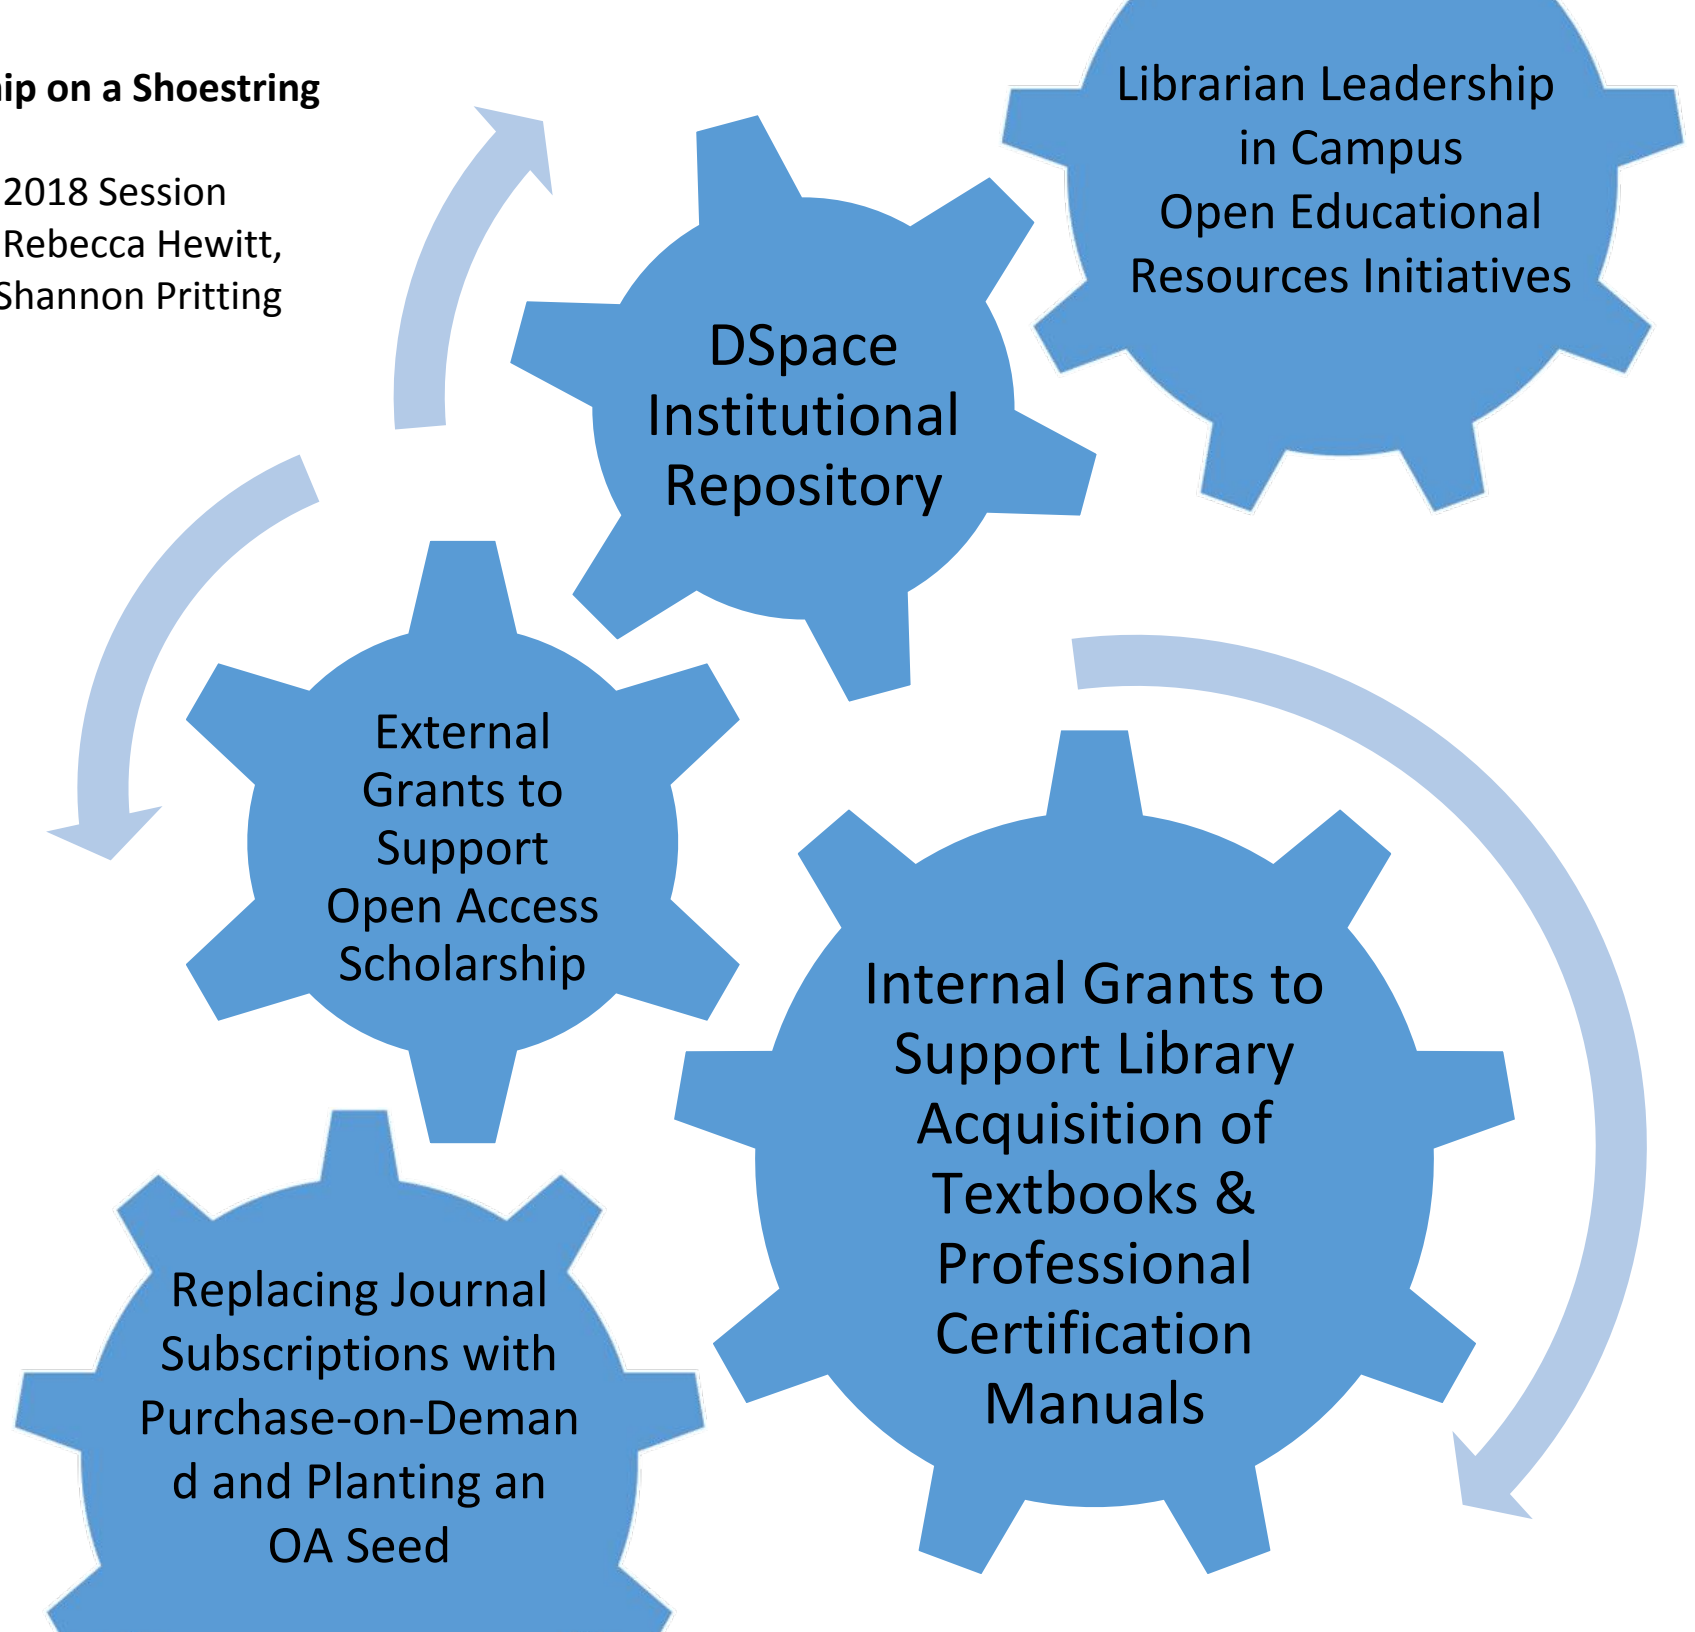 ip on a Shoestring
2018 Session
Rebecca Hewitt,
Shannon Pritting
Librarian Leadership
in Campus
Open Educational
Resources Initiatives
DSpace
Institutional
Repository
External
Grants to
Support
Open Access
Scholarship
Internal Grants to
Support Library
Acquisition of
Textbooks &
Professional
Certification
Manuals
Replacing Journal
Subscriptions with
Purchase-on-Deman
d and Planting an
OA Seed